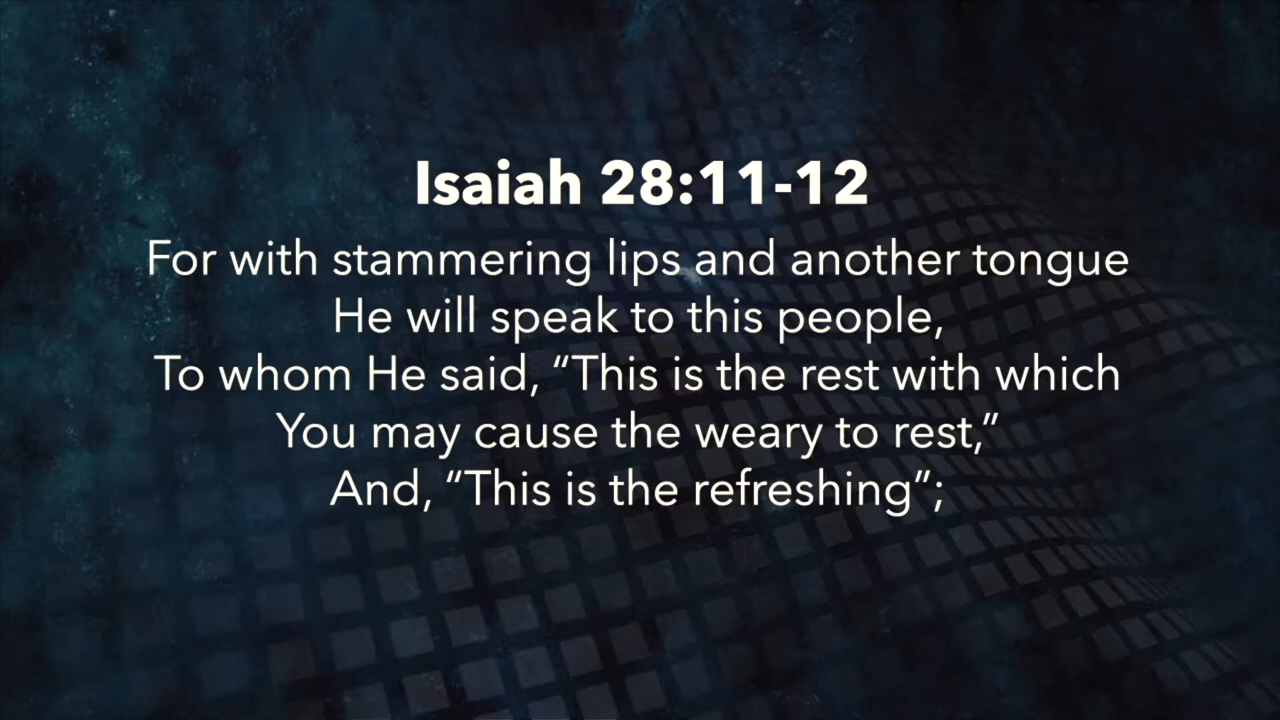 Isaiah 28:11-12
For with stammering lips and another tongue
He will speak to this people,
To whom He said, “This is the rest with which
You may cause the weary to rest,”
And, “This is the refreshing”;